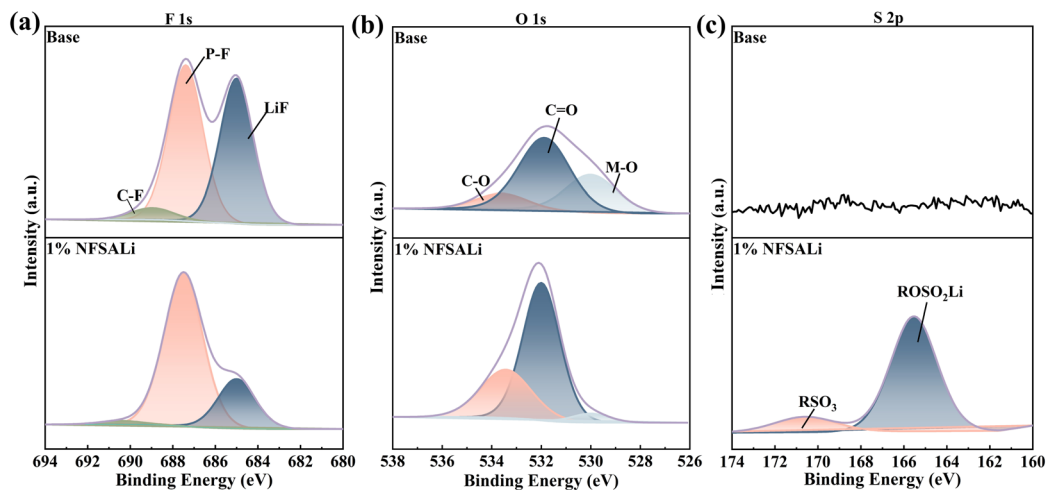 (a)
F 1s
Base
P-F
LiF
C-F
1% NFSALi
Intensity (a.u.)
694 692 690 688 686 684 682 680
Binding Energy (eV)
(b)
O 1s
Base
C=O
C-O
M-O
1% NFSALi
Intensity (a.u.)
538 536 534 532 530 528 526
Binding Energy (eV)
(c)
S 2p
Base
1% NFSALi
ROSO₂Li
RSO₃
Intensity (a.u.)
174 172 170 168 165 164 162 160
Binding Energy (eV)